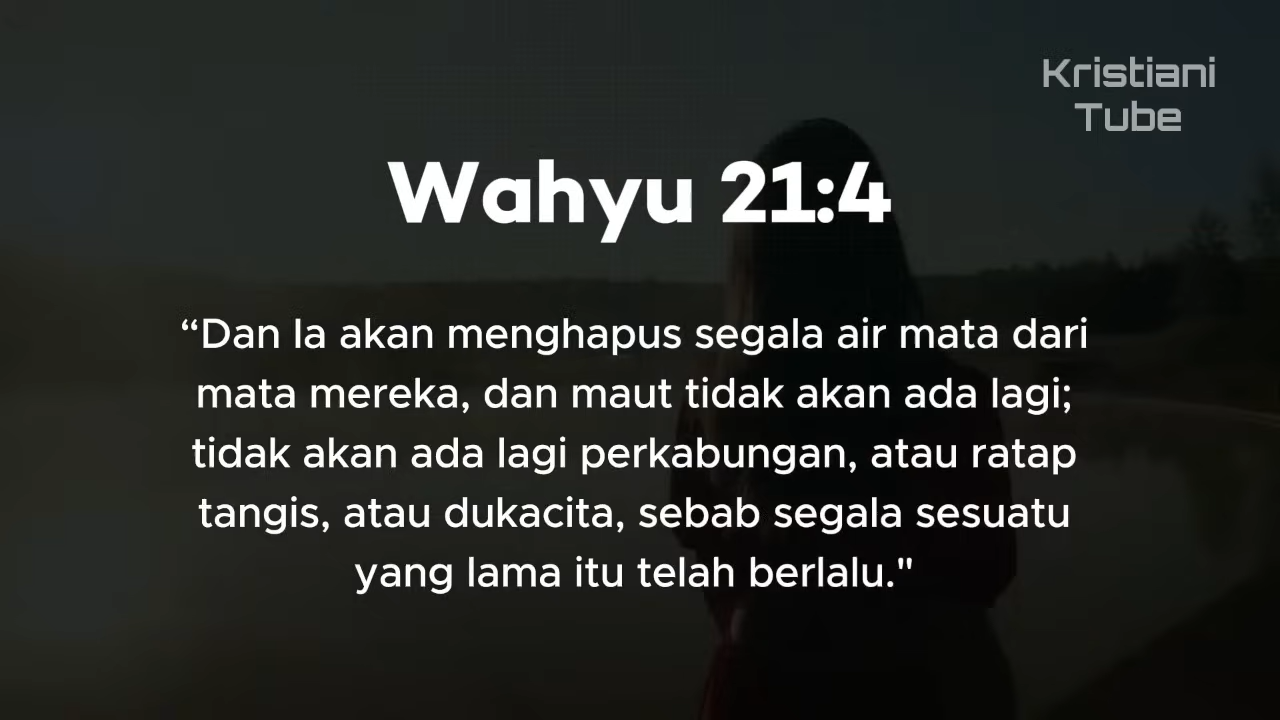 Kristiani
Tube
Wahyu 21:4
“Dan Ia akan menghapus segala air mata dari
mata mereka, dan maut tidak akan ada lagi;
tidak akan ada lagi perkabungan, atau ratap
tangis, atau dukacita, sebab segala sesuatu
yang lama itu telah berlalu."